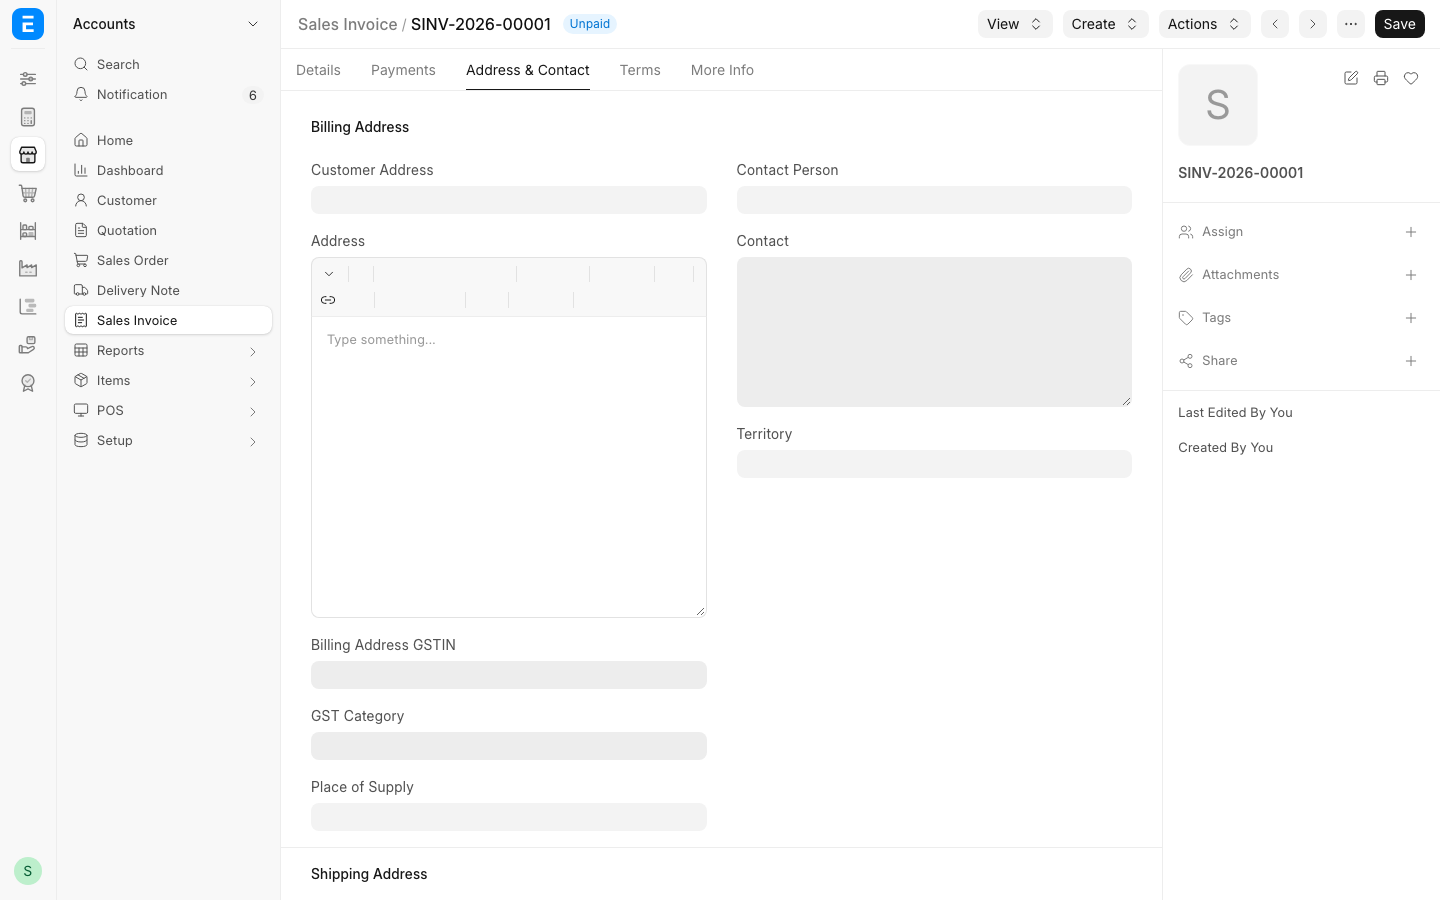 Accounts
Search
Notification 6
Home
Dashboard
Customer
Quotation
Sales Order
Delivery Note
Sales Invoice
Reports
Items
POS
Setup
S
Sales Invoice / SINV-2026-00001 Unpaid
View Create Actions Save
Details Payments Address & Contact Terms More Info
Billing Address
Customer Address
Address
Type something...
Billing Address GSTIN
GST Category
Place of Supply
Contact Person
Contact
Territory
Shipping Address
S
SINV-2026-00001
Assign
Attachments
Tags
Share
Last Edited By You
Created By You